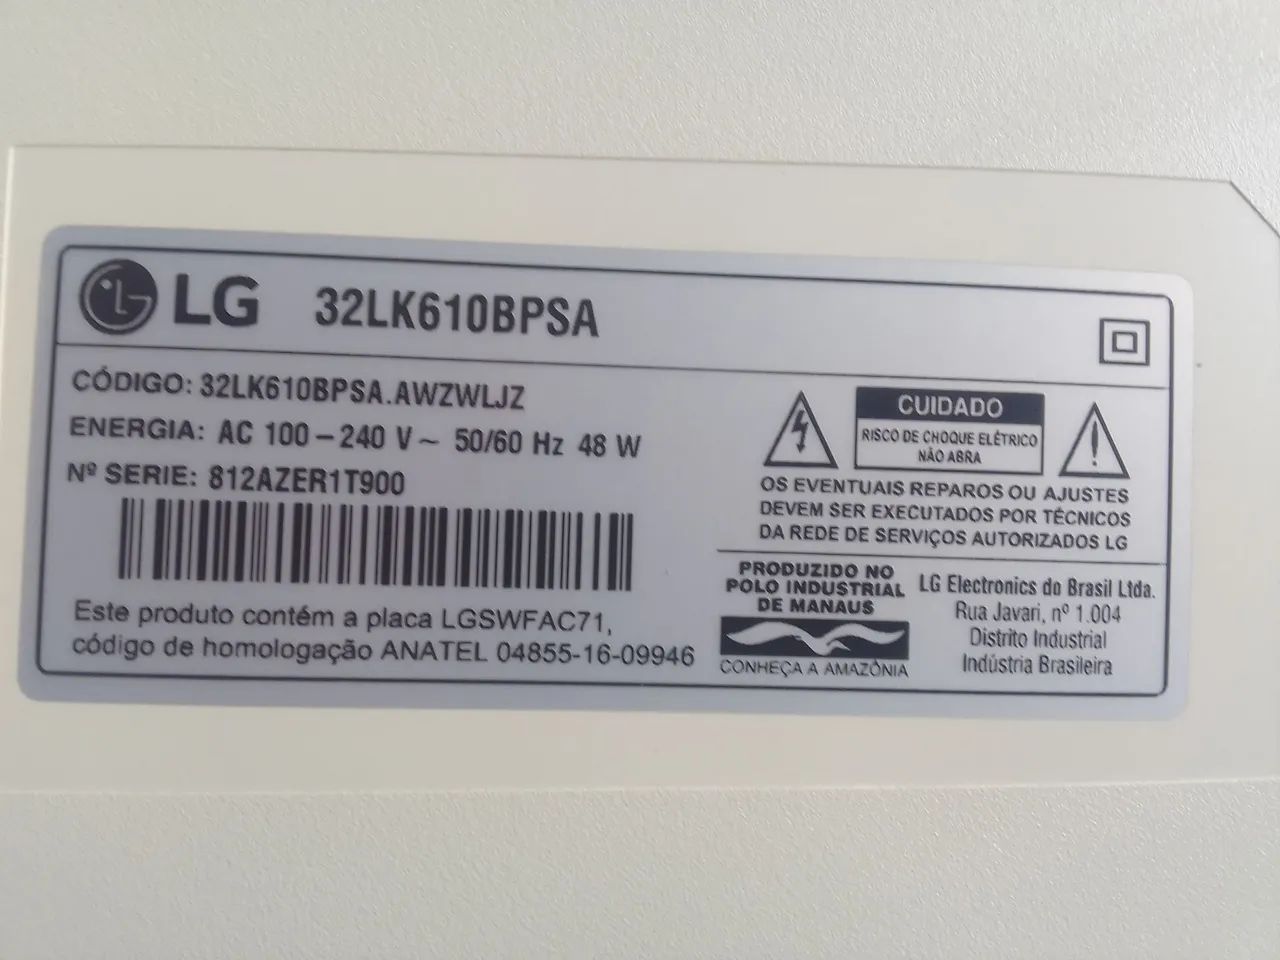 LG 32LK610BPSA
CÓDIGO: 32LK610BPSA.AWZWLJZ
ENERGIA: AC 100-240 V~ 50/60 Hz 48 W
Nº SERIE: 812AZER1T900
Este produto contém a placa LGSWFAC71,
código de homologação ANATEL 04855-16-09946
CUIDADO
RISCO DE CHOQUE ELÉTRICO
NÃO ABRA
OS EVENTUAIS REPAROS OU AJUSTES
DEVEM SER EXECUTADOS POR TÉCNICOS
DA REDE DE SERVIÇOS AUTORIZADOS LG
PRODUZIDO NO
POLO INDUSTRIAL
DE MANAUS
CONHEÇA A AMAZÔNIA
LG Electronics do Brasil Ltda.
Rua Javari, nº 1.004
Distrito Industrial
Indústria Brasileira